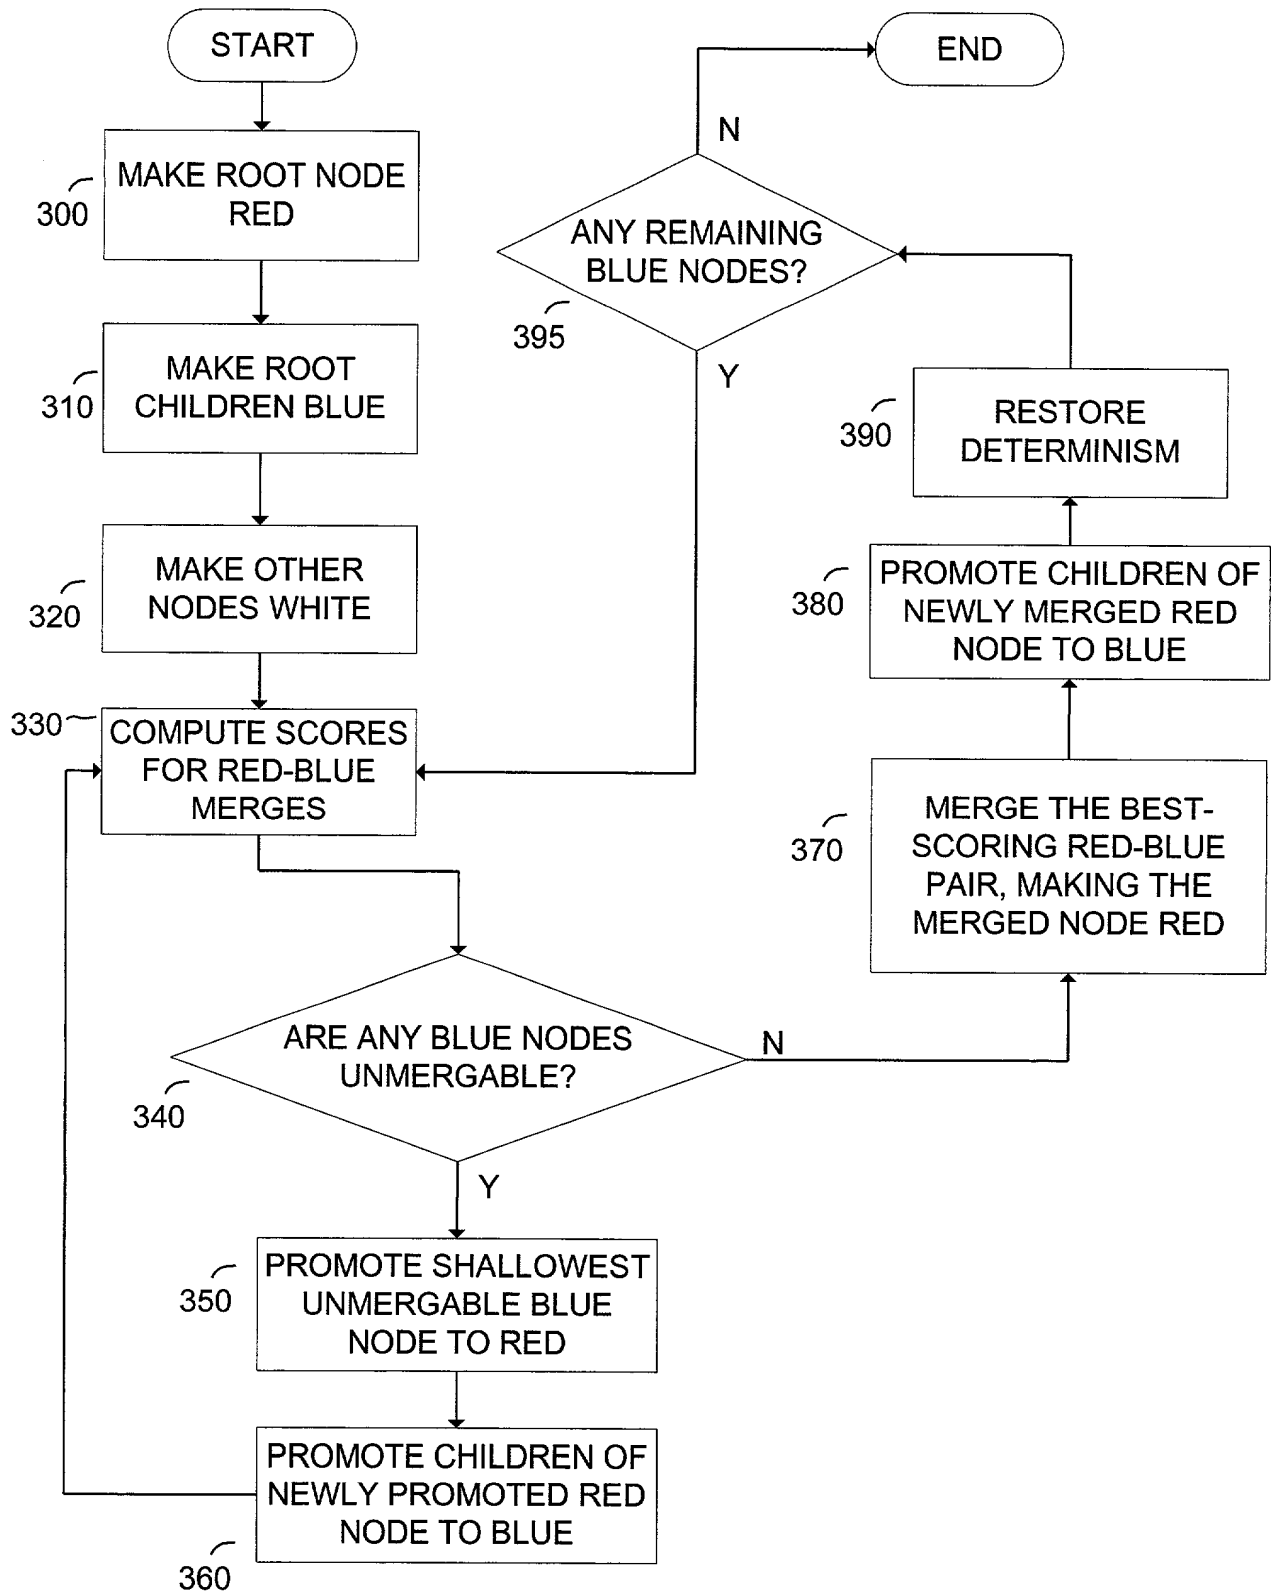 START
MAKE ROOT NODE
RED
300
MAKE ROOT
CHILDREN BLUE
310
MAKE OTHER
NODES WHITE
320
330
COMPUTE SCORES
FOR RED-BLUE
MERGES
ARE ANY BLUE NODES
UNMERGABLE?
340
N
Y
PROMOTE SHALLOWEST
UNMERGABLE BLUE
NODE TO RED
350
PROMOTE CHILDREN OF
NEWLY PROMOTED RED
NODE TO BLUE
360
MERGE THE BEST-
SCORING RED-BLUE
PAIR, MAKING THE
MERGED NODE RED
370
PROMOTE CHILDREN OF
NEWLY MERGED RED
NODE TO BLUE
380
RESTORE
DETERMINISM
390
ANY REMAINING
BLUE NODES?
395
Y
N
END